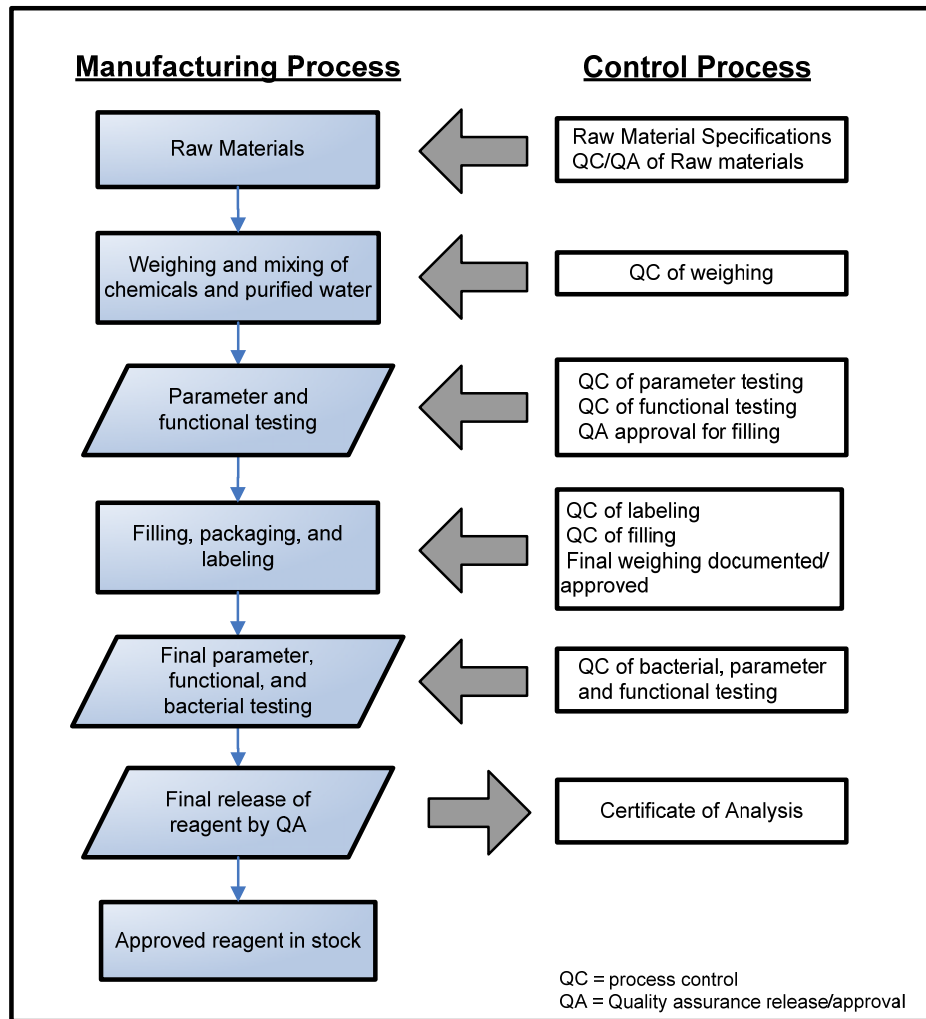 Manufacturing Process
Control Process
Raw Materials
Raw Material Specifications
QC/QA of Raw materials
Weighing and mixing of
chemicals and purified water
QC of weighing
Parameter and
functional testing
QC of parameter testing
QC of functional testing
QA approval for filling
Filling, packaging, and
labeling
QC of labeling
QC of filling
Final weighing documented/
approved
Final parameter,
functional, and
bacterial testing
QC of bacterial, parameter
and functional testing
Final release of
reagent by QA
Certificate of Analysis
Approved reagent in stock
QC = process control
QA = Quality assurance release/approval